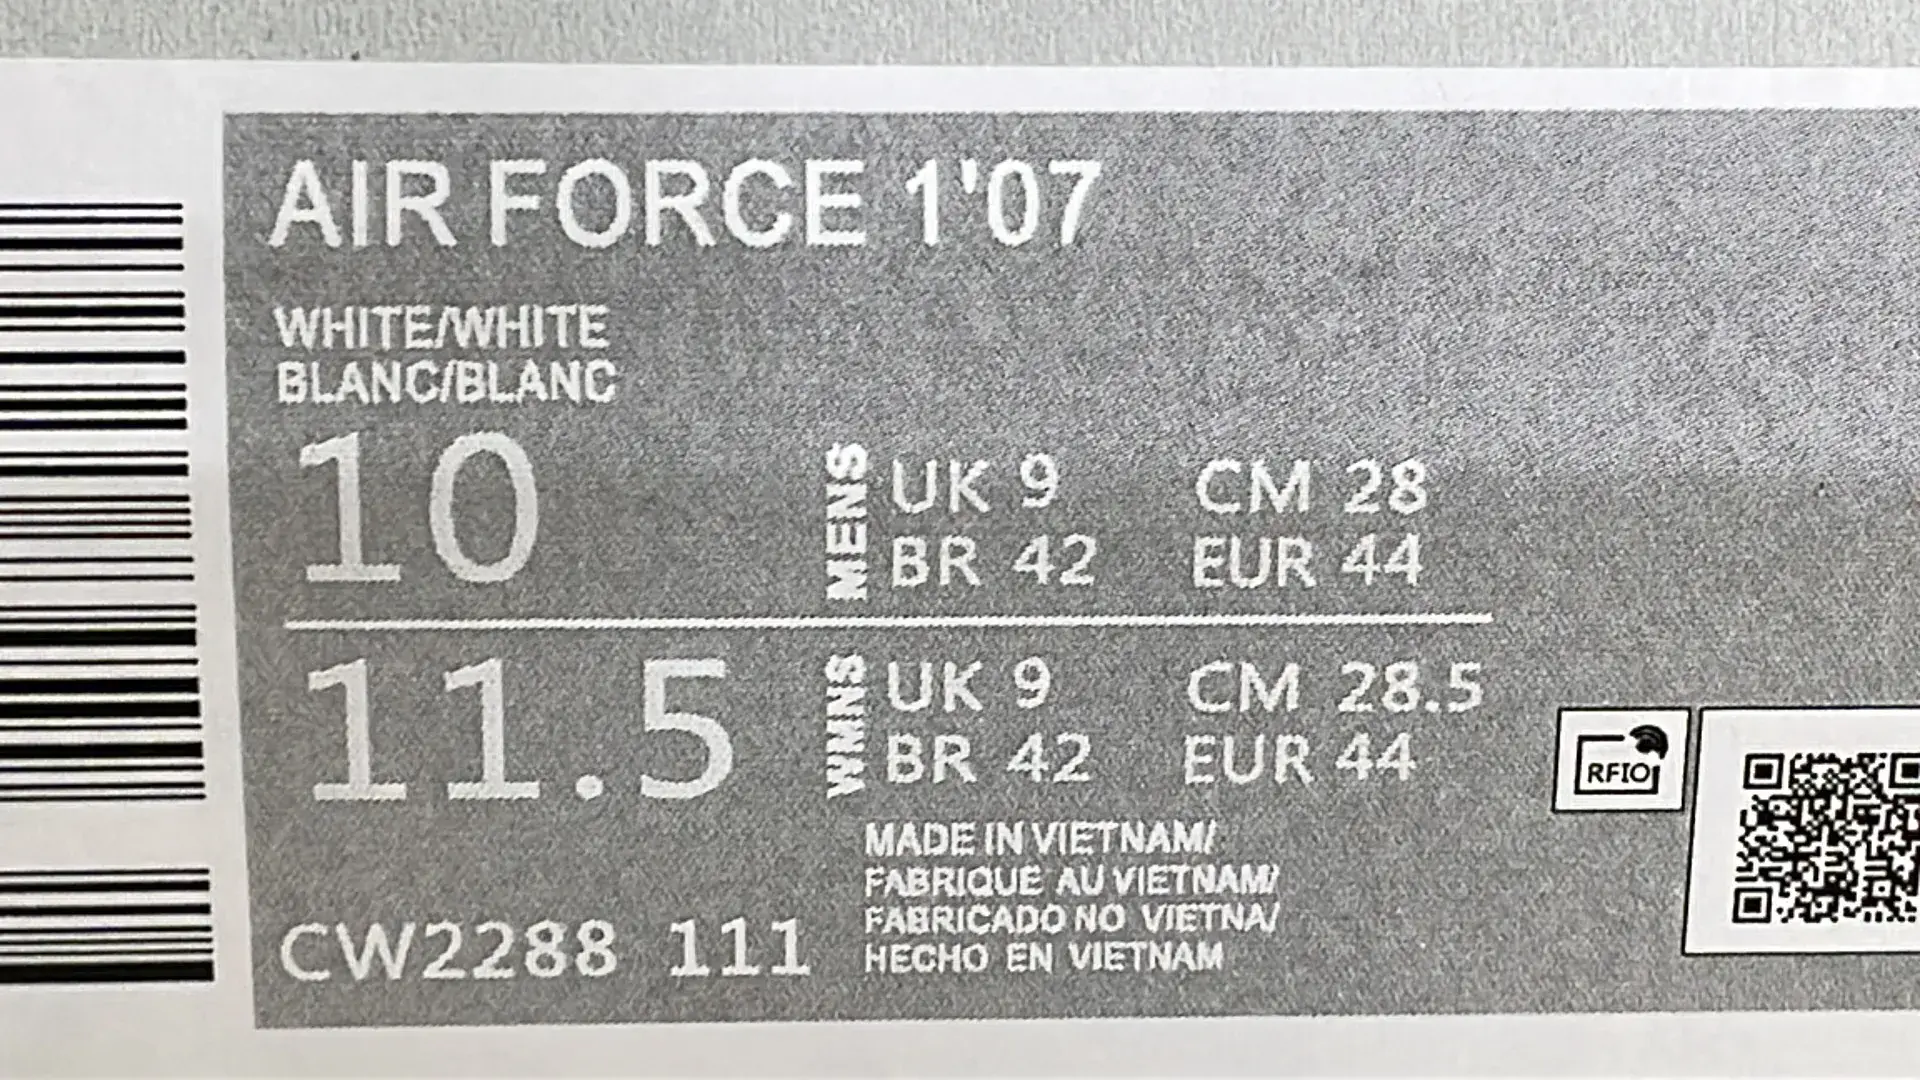 AIR FORCE 1'07
WHITE/WHITE
BLANC/BLANC
10
MENS
UK 9 CM 28
BR 42 EUR 44
11.5
WMNS
UK 9 CM 28.5
BR 42 EUR 44
RFIO
MADE IN VIETNAM/
FABRIQUE AU VIETNAM/
FABRICADO NO VIETNA/
HECHO EN VIETNAM
CW2288 111